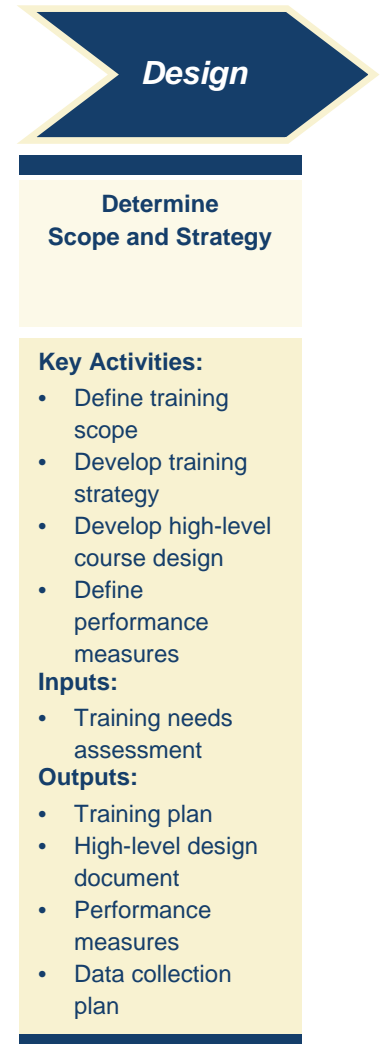 Design
Determine
Scope and Strategy
Key Activities:
• Define training
scope
• Develop training
strategy
• Develop high-level
course design
• Define
performance
measures
Inputs:
• Training needs
assessment
Outputs:
• Training plan
• High-level design
document
• Performance
measures
• Data collection
plan